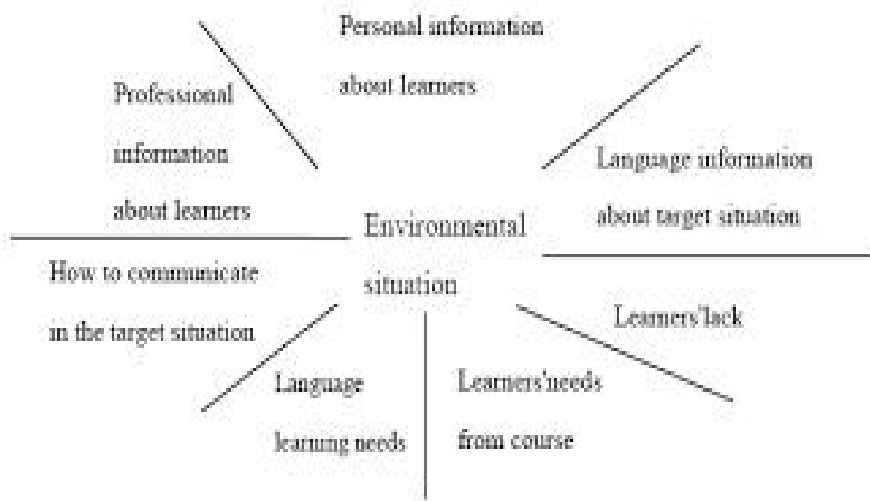 Personal information
about learners
Professional
information
about learners
Language information
about target situation
Environmental
situation
How to communicate
in the target situation
Learners'lack
Language
learning needs
Learners'needs
from course